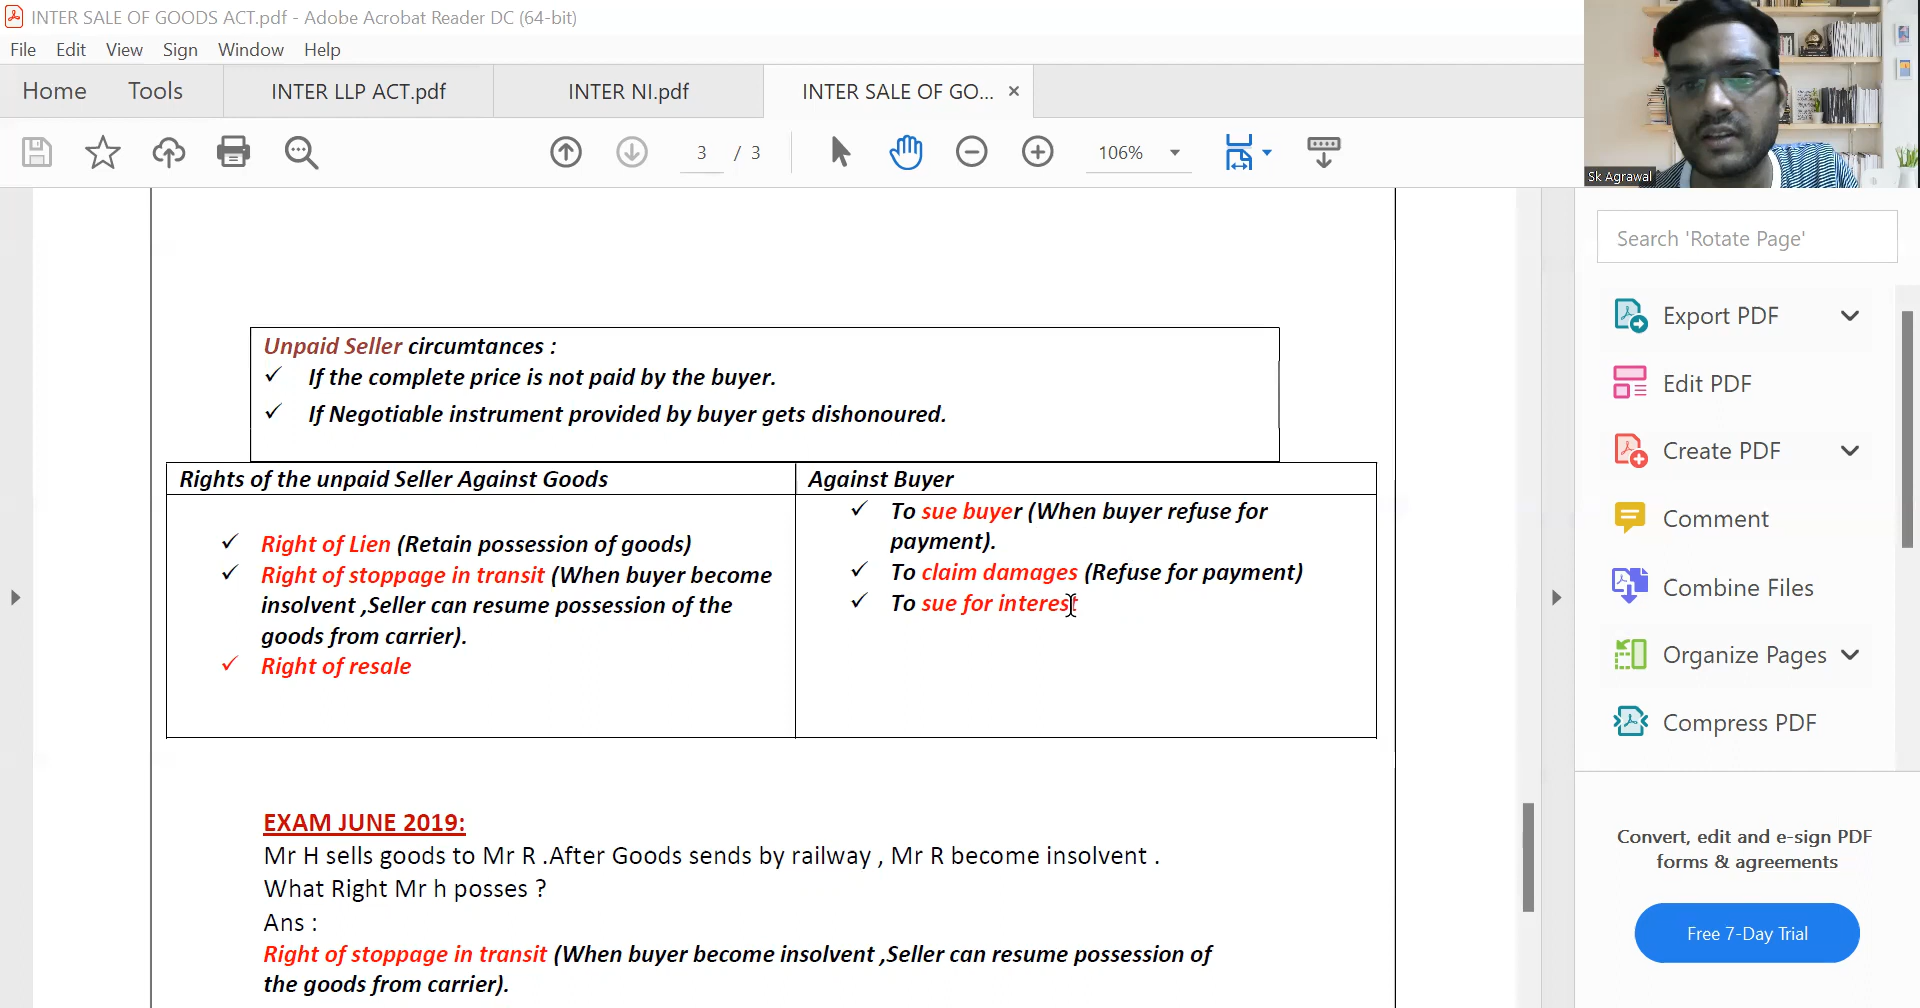 INTER SALE OF GOODS ACT.pdf - Adobe Acrobat Reader DC (64-bit)
File Edit View Sign Window Help
Home Tools INTER LLP ACT.pdf INTER NI.pdf INTER SALE OF GO... ×
3 / 3 106%
Sk Agrawal
Search 'Rotate Page'
Export PDF
Edit PDF
Create PDF
Comment
Combine Files
Organize Pages
Compress PDF
Convert, edit and e-sign PDF
forms & agreements
Free 7-Day Trial
Unpaid Seller circumtances :
✓ If the complete price is not paid by the buyer.
✓ If Negotiable instrument provided by buyer gets dishonoured.
Rights of the unpaid Seller Against Goods
✓ Right of Lien (Retain possession of goods)
✓ Right of stoppage in transit (When buyer become
insolvent ,Seller can resume possession of the
goods from carrier).
✓ Right of resale
Against Buyer
✓ To sue buyer (When buyer refuse for
payment).
✓ To claim damages (Refuse for payment)
✓ To sue for interest
EXAM JUNE 2019:
Mr H sells goods to Mr R .After Goods sends by railway , Mr R become insolvent .
What Right Mr h posses ?
Ans :
Right of stoppage in transit (When buyer become insolvent ,Seller can resume possession of
the goods from carrier).